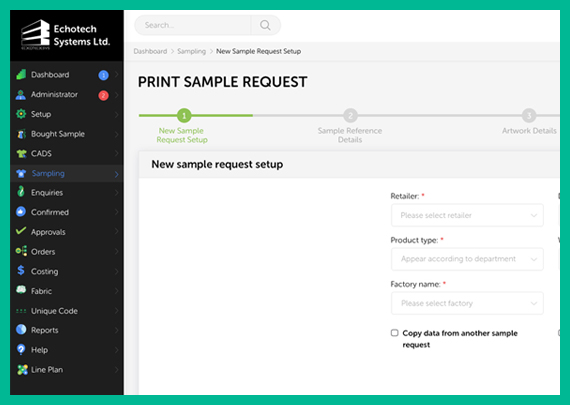 Echotech
Systems Ltd.
Search...
Dashboard > Sampling > New Sample Request Setup
PRINT SAMPLE REQUEST
Dashboard 1
Administrator 2
Setup
Bought Sample
CADS
Sampling
Enquiries
Confirmed
Approvals
Orders
Costing
Fabric
Unique Code
Reports
Help
Line Plan
1
New Sample
Request Setup
2
Sample Reference
Details
3
Artwork Details
New sample request setup
Retailer: *
Please select retailer
Product type: *
Appear according to department
Factory name: *
Please select factory
Copy data from another sample
request